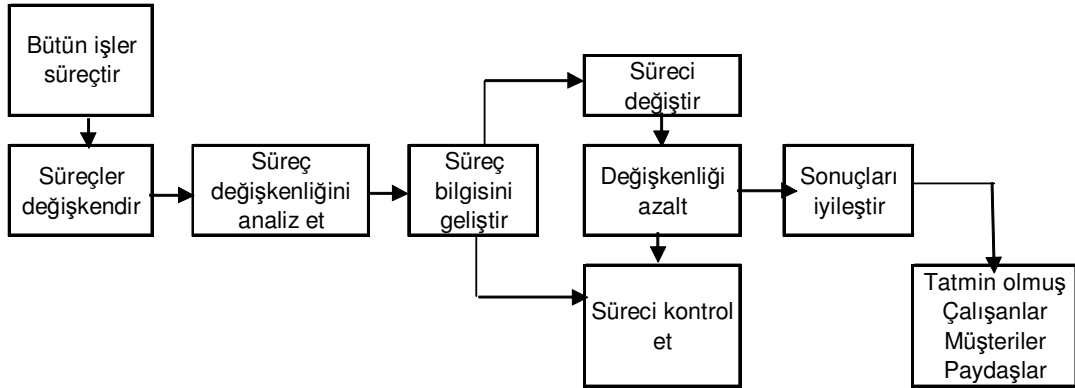 Bütün işler
süreçtir
Süreçler
değişkendir
Süreç
değişkenliğini
analiz et
Süreç
bilgisini
geliştir
Süreci
değiştir
Değişkenliği
azalt
Süreci kontrol
et
Sonuçları
iyileştir
Tatmin olmuş
Çalışanlar
Müşteriler
Paydaşlar